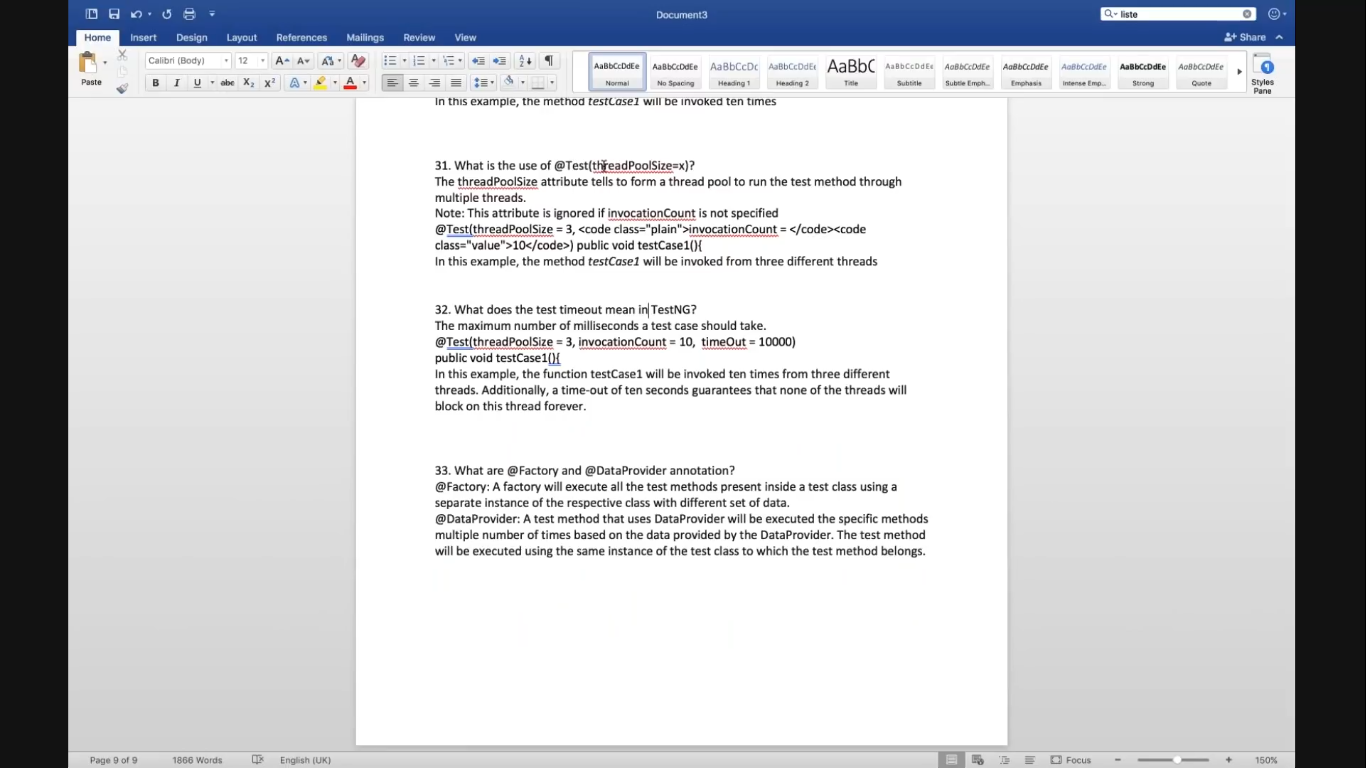 Document3
liste
Home Insert Design Layout References Mailings Review View
Share
Paste
Calibri (Body) 12
AaBbCcDdEe AaBbCcDdEe AaBbCcDc AaBbCcDdEe AaBbC AaBbCcDdEe AaBbCcDdEe AaBbCcDdEe AaBbCcDdEe AaBbCcDdEe AaBbCcDdEe
Normal No Spacing Heading 1 Heading 2 Title Subtitle Subtle Emph... Emphasis Intense Emp... Strong Quote
Styles Pane
In this example, the method testCase1 will be invoked ten times
31. What is the use of @Test(threadPoolSize=x)?
The threadPoolSize attribute tells to form a thread pool to run the test method through
multiple threads.
Note: This attribute is ignored if invocationCount is not specified
@Test(threadPoolSize = 3, <code class="plain">invocationCount = </code><code
class="value">10</code>) public void testCase1(){
In this example, the method testCase1 will be invoked from three different threads
32. What does the test timeout mean in TestNG?
The maximum number of milliseconds a test case should take.
@Test(threadPoolSize = 3, invocationCount = 10,  timeOut = 10000)
public void testCase1(){
In this example, the function testCase1 will be invoked ten times from three different
threads. Additionally, a time-out of ten seconds guarantees that none of the threads will
block on this thread forever.
33. What are @Factory and @DataProvider annotation?
@Factory: A factory will execute all the test methods present inside a test class using a
separate instance of the respective class with different set of data.
@DataProvider: A test method that uses DataProvider will be executed the specific methods
multiple number of times based on the data provided by the DataProvider. The test method
will be executed using the same instance of the test class to which the test method belongs.
Page 9 of 9 1866 Words English (UK) Focus 150%